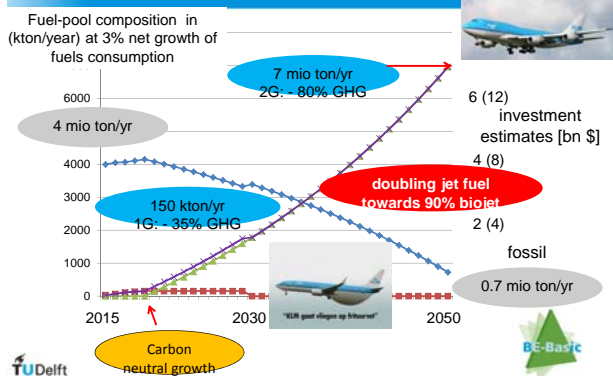 Fuel-pool composition in
(kton/year) at 3% net growth of
fuels consumption
7 mio ton/yr
2G: - 80% GHG
6 (12)
investment
estimates [bn $]
4 (8)
2 (4)
6000
4 mio ton/yr
4000
3000
2000
1000
0
150 kton/yr
1G: - 35% GHG
doubling jet fuel
towards 90% biojet
fossil
0.7 mio ton/yr
"KLM gaat vliegen op frituurvet"
2015
2030
2050
Carbon
neutral growth
TUDelft
BE-Basic